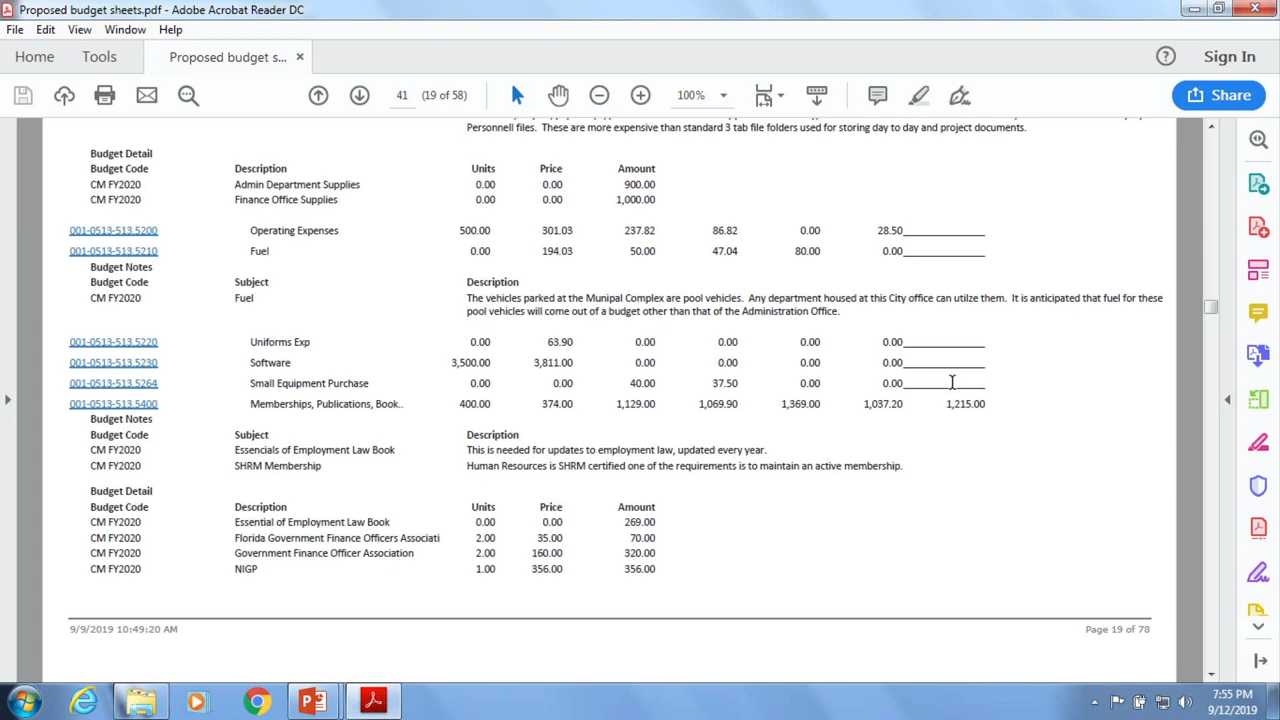 Proposed budget sheets.pdf - Adobe Acrobat Reader DC
File Edit View Window Help
Home Tools Proposed budget s... ×
Sign In
41 (19 of 58) 100% Share
Personnell files. These are more expensive than standard 3 tab file folders used for storing day to day and project documents.
Budget Detail
Budget Code Description Units Price Amount
CM FY2020 Admin Department Supplies 0.00 0.00 900.00
CM FY2020 Finance Office Supplies 0.00 0.00 1,000.00
001-0513-513.5200 Operating Expenses 500.00 301.03 237.82 86.82 0.00 28.50
001-0513-513.5210 Fuel 0.00 194.03 50.00 47.04 80.00 0.00
Budget Notes
Budget Code Subject Description
CM FY2020 Fuel The vehicles parked at the Munipal Complex are pool vehicles. Any department housed at this City office can utilze them. It is anticipated that fuel for these
pool vehicles will come out of a budget other than that of the Administration Office.
001-0513-513.5220 Uniforms Exp 0.00 63.90 0.00 0.00 0.00 0.00
001-0513-513.5230 Software 3,500.00 3,811.00 0.00 0.00 0.00 0.00
001-0513-513.5264 Small Equipment Purchase 0.00 0.00 40.00 37.50 0.00 0.00
001-0513-513.5400 Memberships, Publications, Book.. 400.00 374.00 1,129.00 1,069.90 1,369.00 1,037.20 1,215.00
Budget Notes
Budget Code Subject Description
CM FY2020 Essencials of Employment Law Book This is needed for updates to employment law, updated every year.
CM FY2020 SHRM Membership Human Resources is SHRM certified one of the requirements is to maintain an active membership.
Budget Detail
Budget Code Description Units Price Amount
CM FY2020 Essential of Employment Law Book 0.00 0.00 269.00
CM FY2020 Florida Government Finance Officers Associati 2.00 35.00 70.00
CM FY2020 Government Finance Officer Association 2.00 160.00 320.00
CM FY2020 NIGP 1.00 356.00 356.00
9/9/2019 10:49:20 AM Page 19 of 78
7:55 PM
9/12/2019